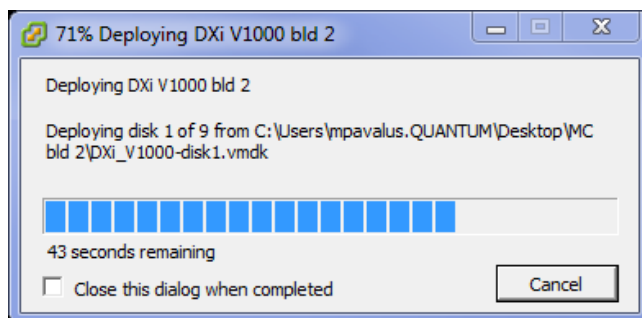 71% Deploying DXi V1000 bld 2
Deploying DXi V1000 bld 2
Deploying disk 1 of 9 from C:\Users\mpavalus.QUANTUM\Desktop\MC
bld 2\DXi_V1000-disk1.vmdk
43 seconds remaining
Close this dialog when completed
Cancel